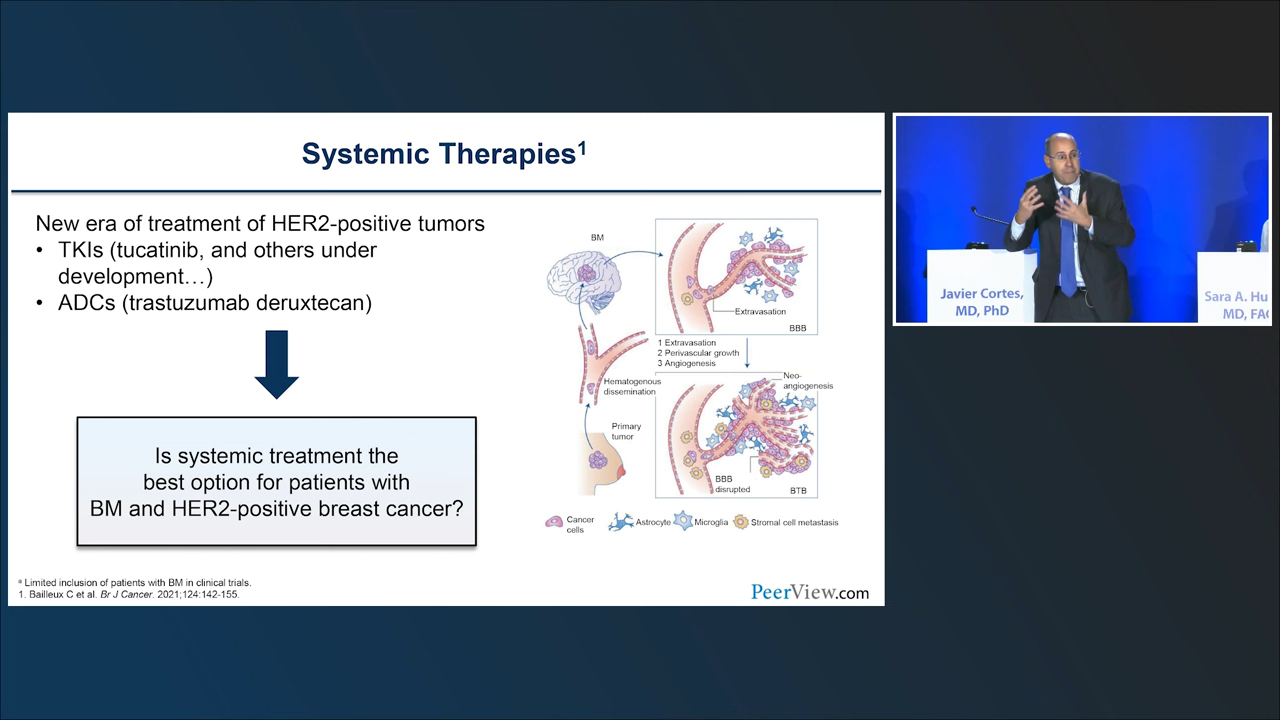 Systemic Therapies1
New era of treatment of HER2-positive tumors
• TKIs (tucatinib, and others under
development...)
• ADCs (trastuzumab deruxtecan)
Is systemic treatment the
best option for patients with
BM and HER2-positive breast cancer?
BM
Extravasation
BBB
1 Extravasation
2 Perivascular growth
3 Angiogenesis
Hematogenous
dissemination
Neo-
angiogenesis
Primary
tumor
BBB
disrupted
BTB
Cancer
cells
Astrocyte
Microglia
Stromal cell metastasis
a Limited inclusion of patients with BM in clinical trials.
1. Bailleux C et al. Br J Cancer. 2021;124:142-155.
PeerView.com
Javier Cortes,
MD, PhD
Sara A. Hu
MD, FAC